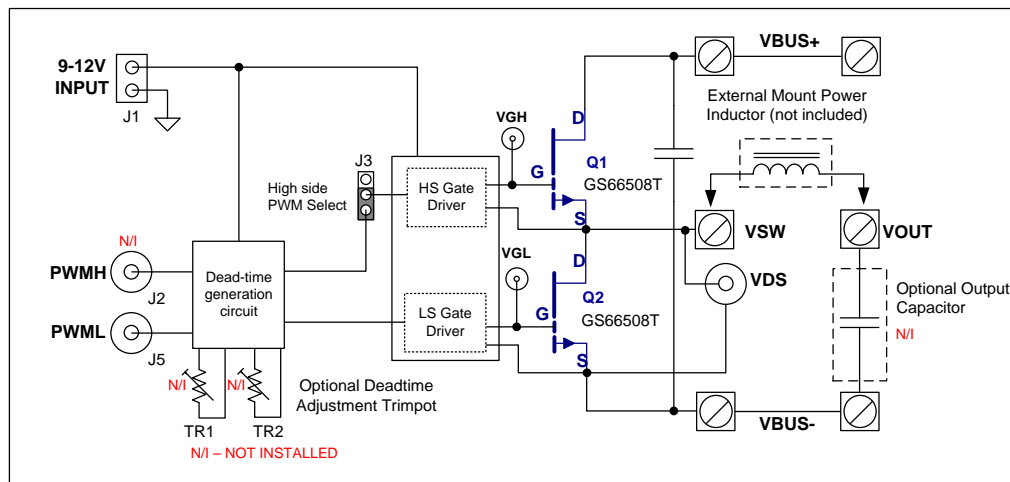 9-12V
INPUT
J1
VBUS+
External Mount Power
Inductor (not included)
VGH
D
J3
G
Q1
GS66508T
High side
PWM Select
HS Gate
Driver
S
VSW
VOUT
N/I
PWMH
J2
Dead-time
generation
circuit
VGL
D
VDS
G
Q2
GS66508T
Optional Output
Capacitor
N/I
PWML
J5
LS Gate
Driver
S
N/I
N/I
Optional Deadtime
Adjustment Trimpot
TR1
TR2
VBUS-
N/I – NOT INSTALLED